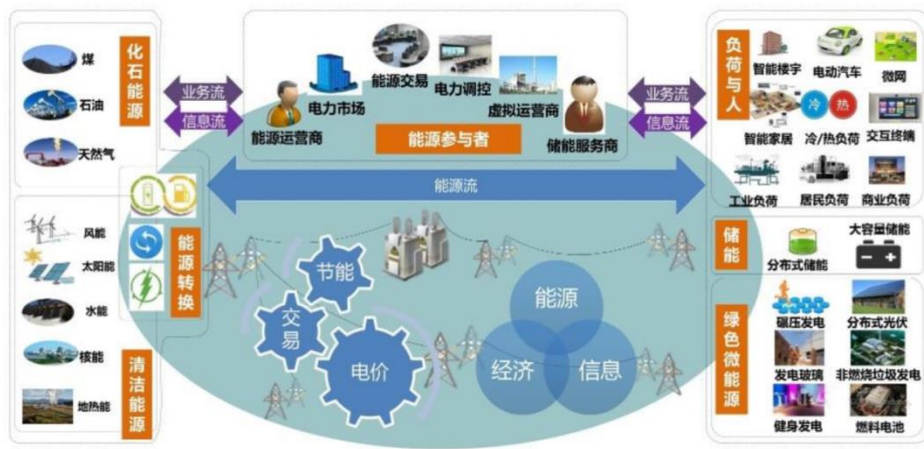 化石能源
煤
石油
天然气
业务流
信息流
能源运营商
电力市场
能源交易
电力调控
虚拟运营商
储能服务商
能源参与者
业务流
信息流
负荷与人
智能楼宇
电动汽车
微网
智能家居
冷
热
冷/热负荷
交互终端
工业负荷
居民负荷
商业负荷
能源流
能源转换
风能
太阳能
水能
核能
地热能
清洁能源
节能
交易
电价
能源
经济
信息
储能
分布式储能
大容量储能
绿色微能源
碾压发电
分布式光伏
发电玻璃
非燃烧垃圾发电
健身发电
燃料电池